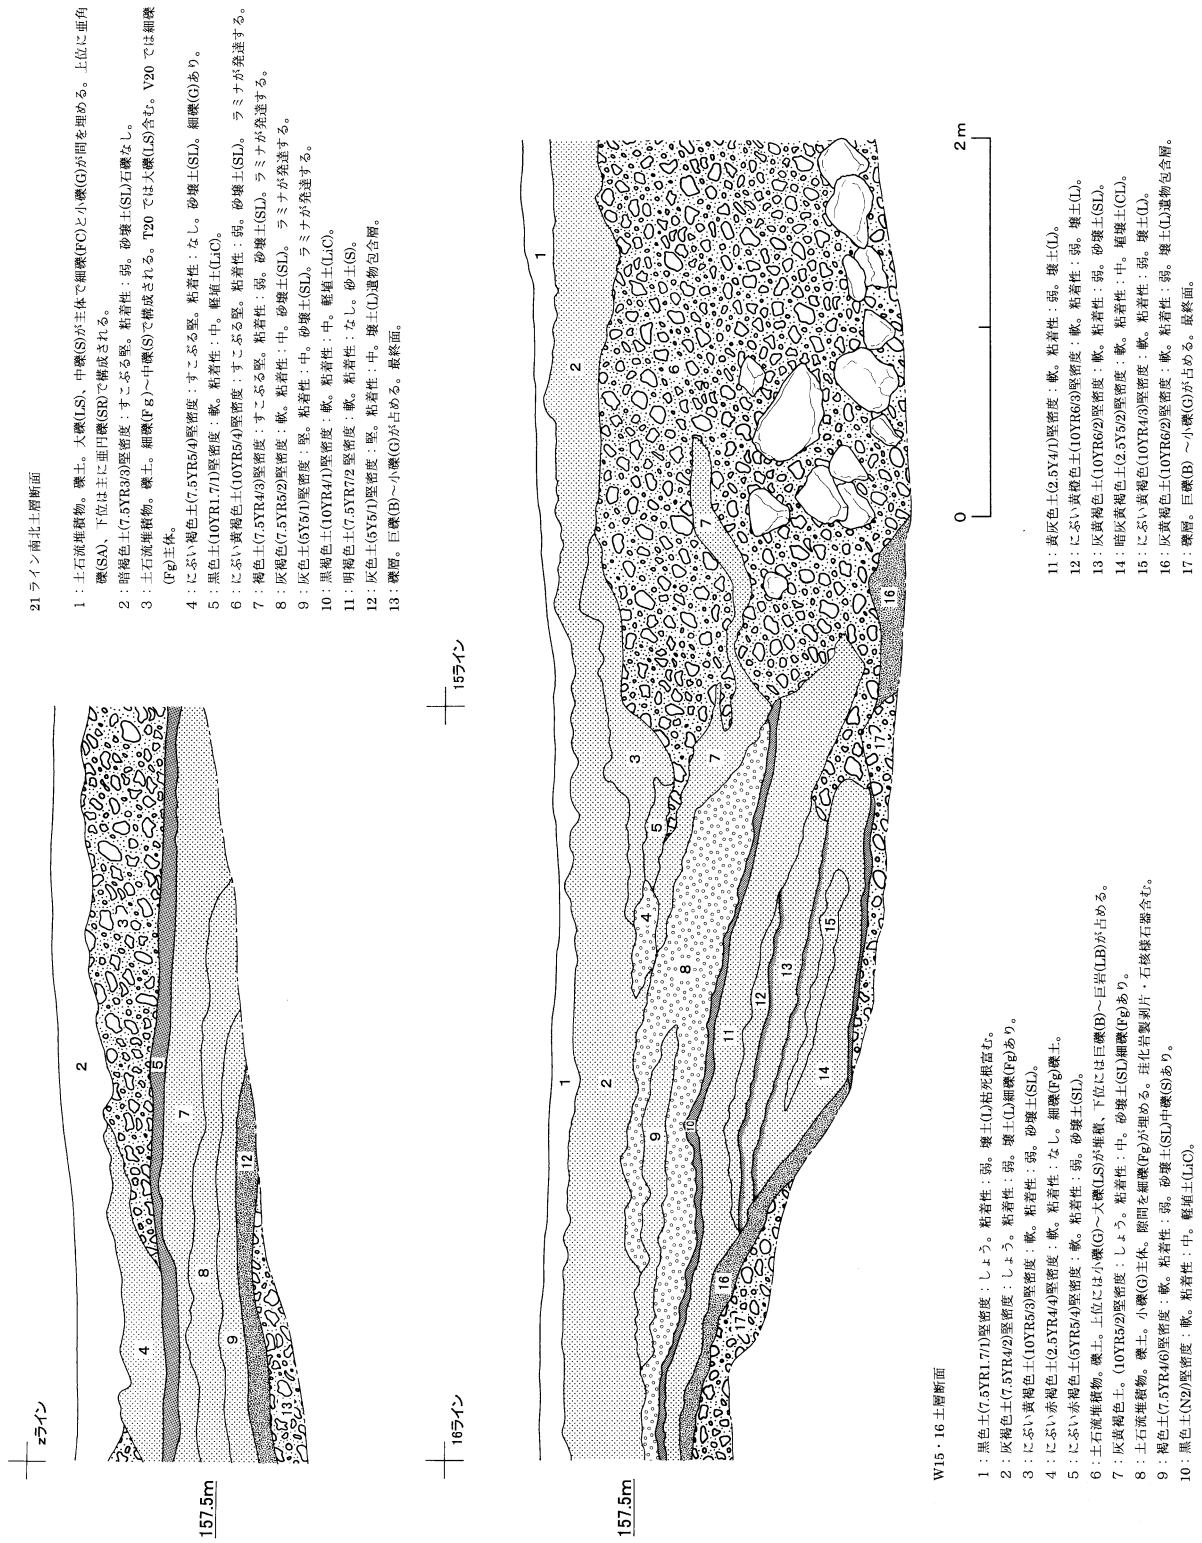 21ライン南北土層断面
1：土石流堆積物。礫土。大礫(LS)、中礫(S)が主体で細礫(FC)と小礫(G)が間を埋める。上位に亜角
礫(SA)、下位は主に亜円礫(SR)で構成される。
2：暗褐色土(7.5YR3/3)堅密度：すこぶる堅。粘着性：弱。砂壌土(SL)石礫なし。
3：土石流堆積物。礫土。細礫(Fg)～中礫(S)で構成される。T20では大礫(LS)含む。V20では細礫
(Fg)主体。
4：にぶい褐色土(7.5YR5/4)堅密度：すこぶる堅。粘着性：なし。砂壌土(SL)。細礫(G)あり。
5：黒色土(10YR1.7/1)堅密度：軟。粘着性：中。軽埴土(LiC)。
6：にぶい黄褐色土(10YR5/4)堅密度：すこぶる堅。粘着性：弱。砂壌土(SL)。ラミナが発達する。
7：褐色土(7.5YR4/3)堅密度：すこぶる堅。粘着性：弱。砂壌土(SL)。ラミナが発達する。
8：灰褐色(7.5YR5/2)堅密度：軟。粘着性：中。砂壌土(SL)。ラミナが発達する。
9：灰色土(5Y5/1)堅密度：堅。粘着性：中。砂壌土(SL)。ラミナが発達する。
10：黒褐色土(10YR4/1)堅密度：軟。粘着性：中。軽埴土(LiC)。
11：明褐色土(7.5YR7/2堅密度：軟。粘着性：なし。砂土(S)。
12：灰色土(5Y5/1)堅密度：堅。粘着性：中。壌土(L)遺物包含層。
13：礫層。巨礫(B)～小礫(G)が占める。最終面。
zライン
157.5m
2
3
5
7
4
8
12
9
13
16ライン
15ライン
157.5m
1
2
1
2
3
4
5
6
7
7
8
9
10
11
12
13
14
15
16
16
17
17
0
2m
W15・16土層断面
1：黒色土(7.5YR1.7/1)堅密度：しょう。粘着性：弱。壌土(L)枯死根富む。
2：灰褐色土(7.5YR4/2)堅密度：しょう。粘着性：弱。壌土(L)細礫(Fg)あり。
3：にぶい黄褐色土(10YR5/3)堅密度：軟。粘着性：弱。砂壌土(SL)。
4：にぶい赤褐色土(2.5YR4/4)堅密度：軟。粘着性：なし。細礫(Fg)礫土。
5：にぶい赤褐色土(5YR5/4)堅密度：軟。粘着性：弱。砂壌土(SL)。
6：土石流堆積物。礫土。上位には小礫(G)～大礫(LS)が堆積、下位には巨礫(B)～巨岩(LB)が占める。
7：灰黄褐色土。(10YR5/2)堅密度：しょう。粘着性：中。砂壌土(SL)細礫(Fg)あり。
8：土石流堆積物。礫土。小礫(G)主体。隙間を細礫(Fg)が埋める。珪化岩製剥片・石核様石器含む。
9：褐色土(7.5YR4/6)堅密度：軟。粘着性：弱。砂壌土(SL)中礫(S)あり。
10：黒色土(N2/)堅密度：軟。粘着性：中。軽埴土(LiC)。
11：黄灰色土(2.5Y4/1)堅密度：軟。粘着性：弱。壌土(L)。
12：にぶい黄橙色土(10YR6/3)堅密度：軟。粘着性：弱。壌土(L)。
13：灰黄褐色土(10YR6/2)堅密度：軟。粘着性：弱。砂壌土(SL)。
14：暗灰黄褐色土(2.5Y5/2)堅密度：軟。粘着性：中。埴壌土(CL)。
15：にぶい黄褐色(10YR4/3)堅密度：軟。粘着性：弱。壌土(L)。
16：灰黄褐色土(10YR6/2)堅密度：軟。粘着性：弱。壌土(L)遺物包含層。
17：礫層。巨礫(B)～小礫(G)が占める。最終面。